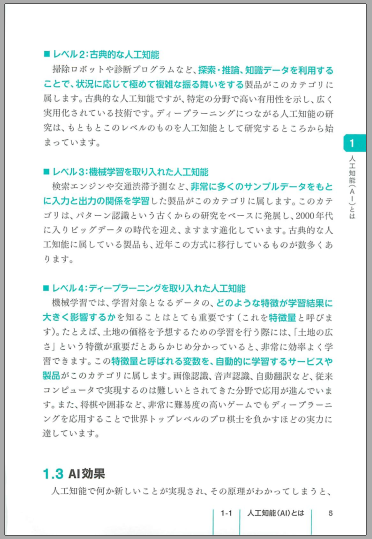 ■ レベル2:古典的な人工知能
掃除ロボットや診断プログラムなど、探索・推論、知識データを利用する
ことで、状況に応じて極めて複雑な振る舞いをする製品がこのカテゴリに
属します。古典的な人工知能ですが、特定の分野で高い有用性を示し、広く
実用化されている技術です。ディープラーニングにつながる人工知能の研
究は、もともとこのレベルのものを人工知能として研究するところから始
まっています。
■ レベル3:機械学習を取り入れた人工知能
検索エンジンや交通渋滞予測など、非常に多くのサンプルデータをもと
に入力と出力の関係を学習した製品がこのカテゴリに属します。このカテ
ゴリは、パターン認識という古くからの研究をベースに発展し、2000年代
に入りビッグデータの時代を迎え、ますます進化しています。古典的な人
工知能に属している製品も、近年この方式に移行しているものが数多くあ
ります。
■ レベル4:ディープラーニングを取り入れた人工知能
機械学習では、学習対象となるデータの、どのような特徴が学習結果に
大きく影響するかを知ることはとても重要です(これを特徴量と呼びま
す)。たとえば、土地の価格を予想するための学習を行う際には、「土地の広
さ」という特徴が重要だとあらかじめ分かっていると、非常に効率よく学
習できます。この特徴量と呼ばれる変数を、自動的に学習するサービスや
製品がこのカテゴリに属します。画像認識、音声認識、自動翻訳など、従来
コンピュータで実現するのは難しいとされてきた分野で応用が進んでいま
す。また、将棋や囲碁など、非常に難易度の高いゲームでもディープラーニ
ングを応用することで世界トップレベルのプロ棋士を負かすほどの実力に
達しています。
1.3 AI効果
人工知能で何か新しいことが実現され、その原理がわかってしまうと、
1
人工知能(AI)とは
1-1 人工知能(AI)とは 5